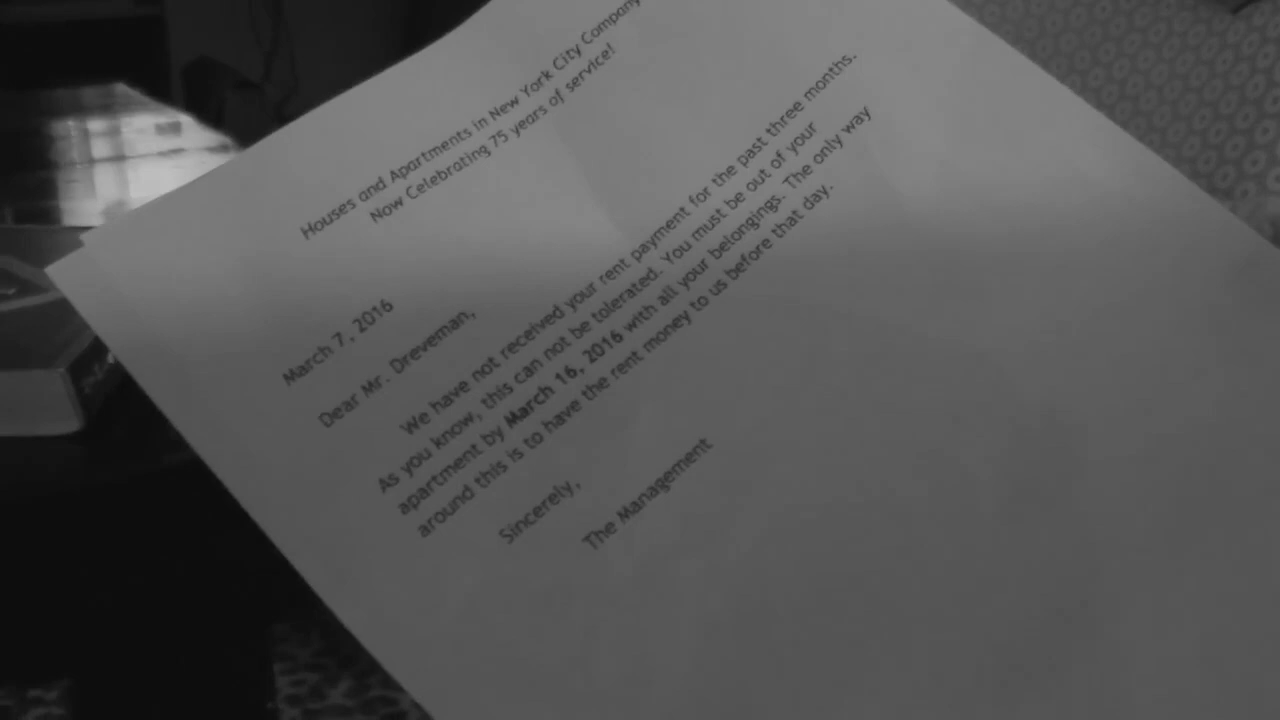 Houses and Apartments in New York City Company
Now Celebrating 75 years of service!
March 7, 2016
Dear Mr. Dreveman,
We have not received your rent payment for the past three months.
As you know, this can not be tolerated. You must be out of your
apartment by March 16, 2016 with all your belongings. The only way
around this is to have the rent money to us before that day.
Sincerely,
The Management